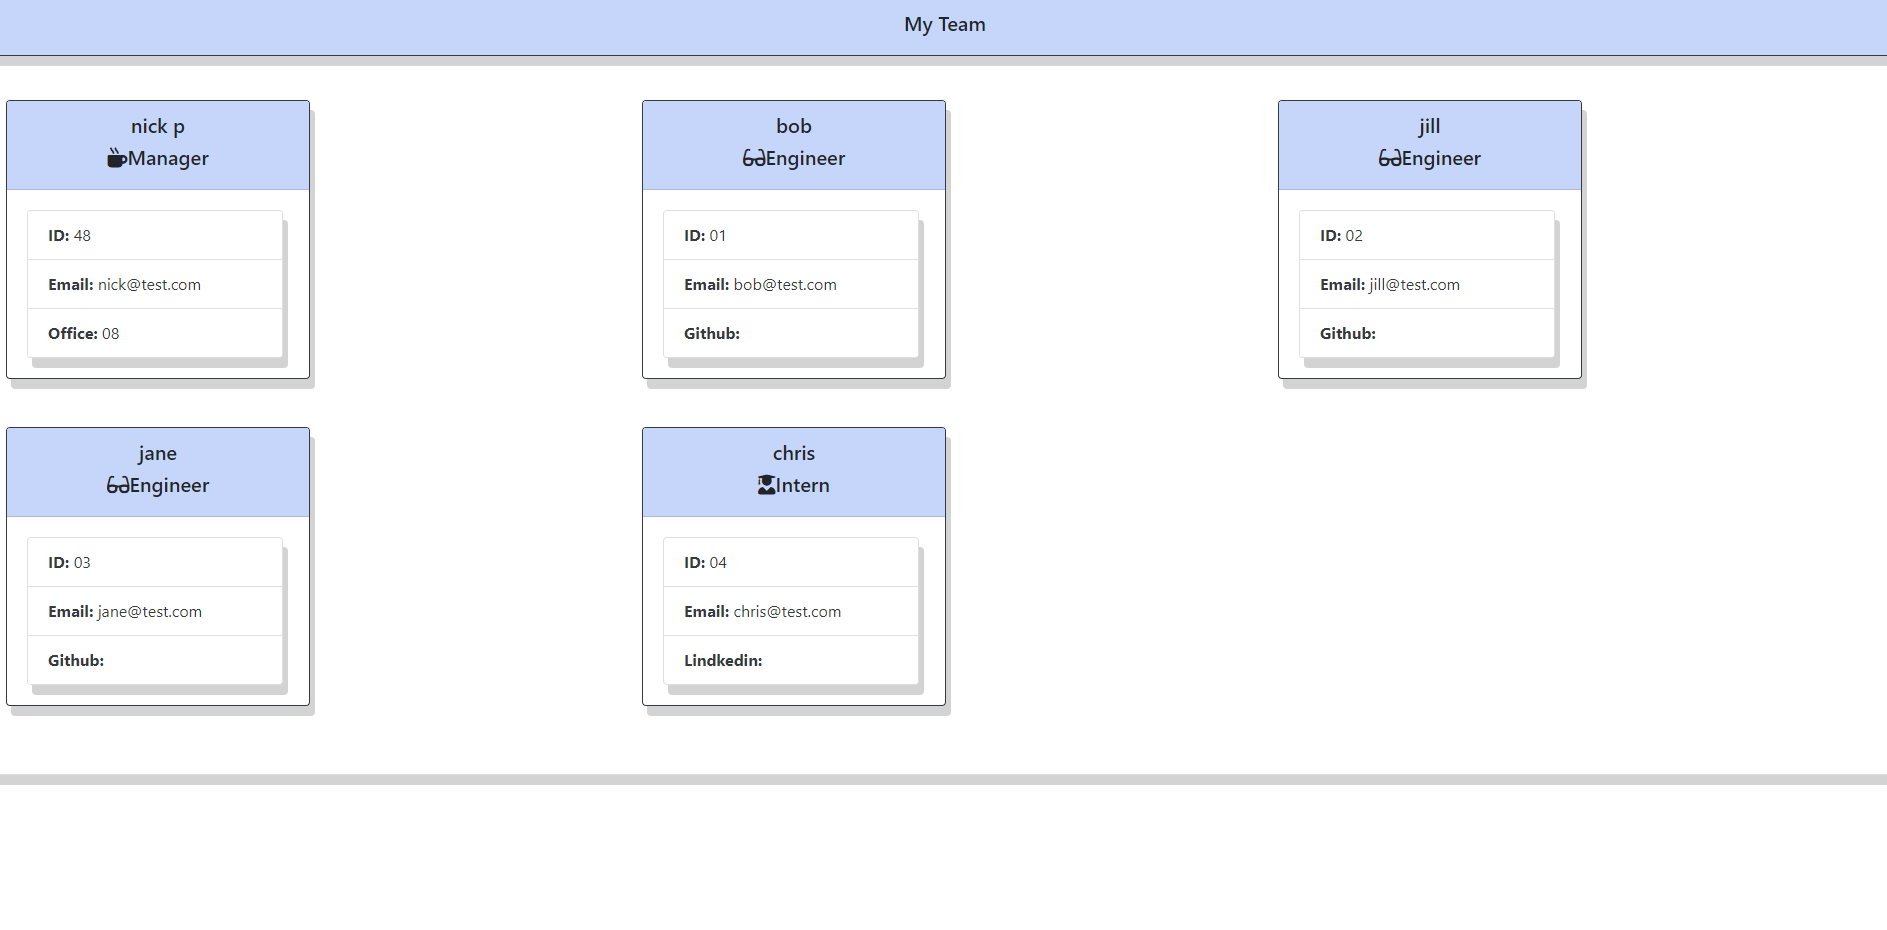 My Team
nick p
Manager
ID: 48
Email: nick@test.com
Office: 08
bob
Engineer
ID: 01
Email: bob@test.com
Github:
jill
Engineer
ID: 02
Email: jill@test.com
Github:
jane
Engineer
ID: 03
Email: jane@test.com
Github:
chris
Intern
ID: 04
Email: chris@test.com
Lindkedin: